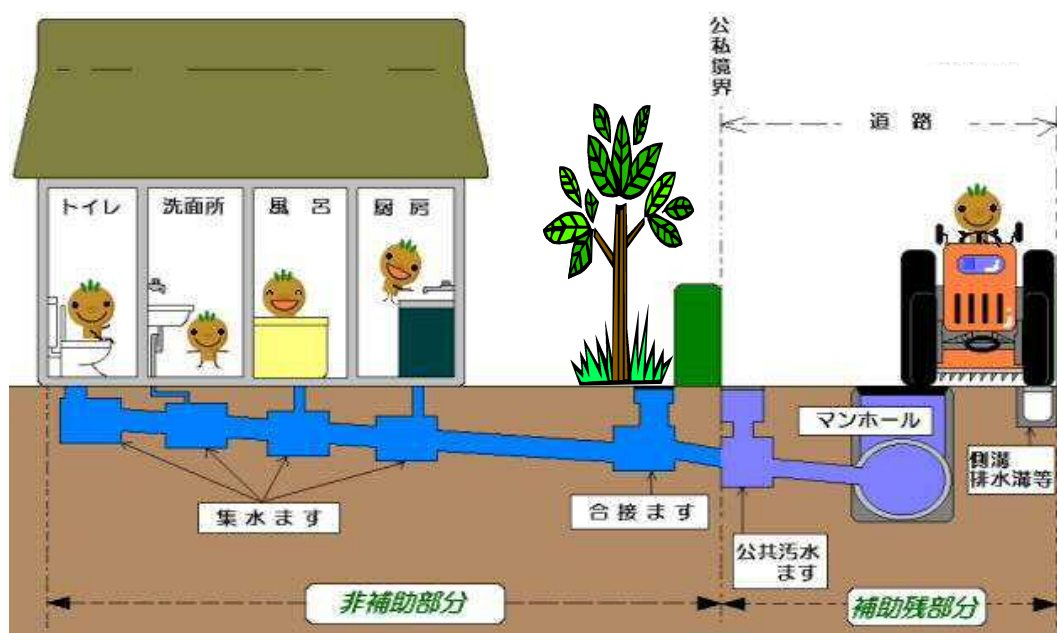 公私境界
道路
トイレ
洗面所
風呂
厨房
マンホール
側溝
排水溝等
集水ます
合接ます
公共汚水
ます
非補助部分
補助残部分